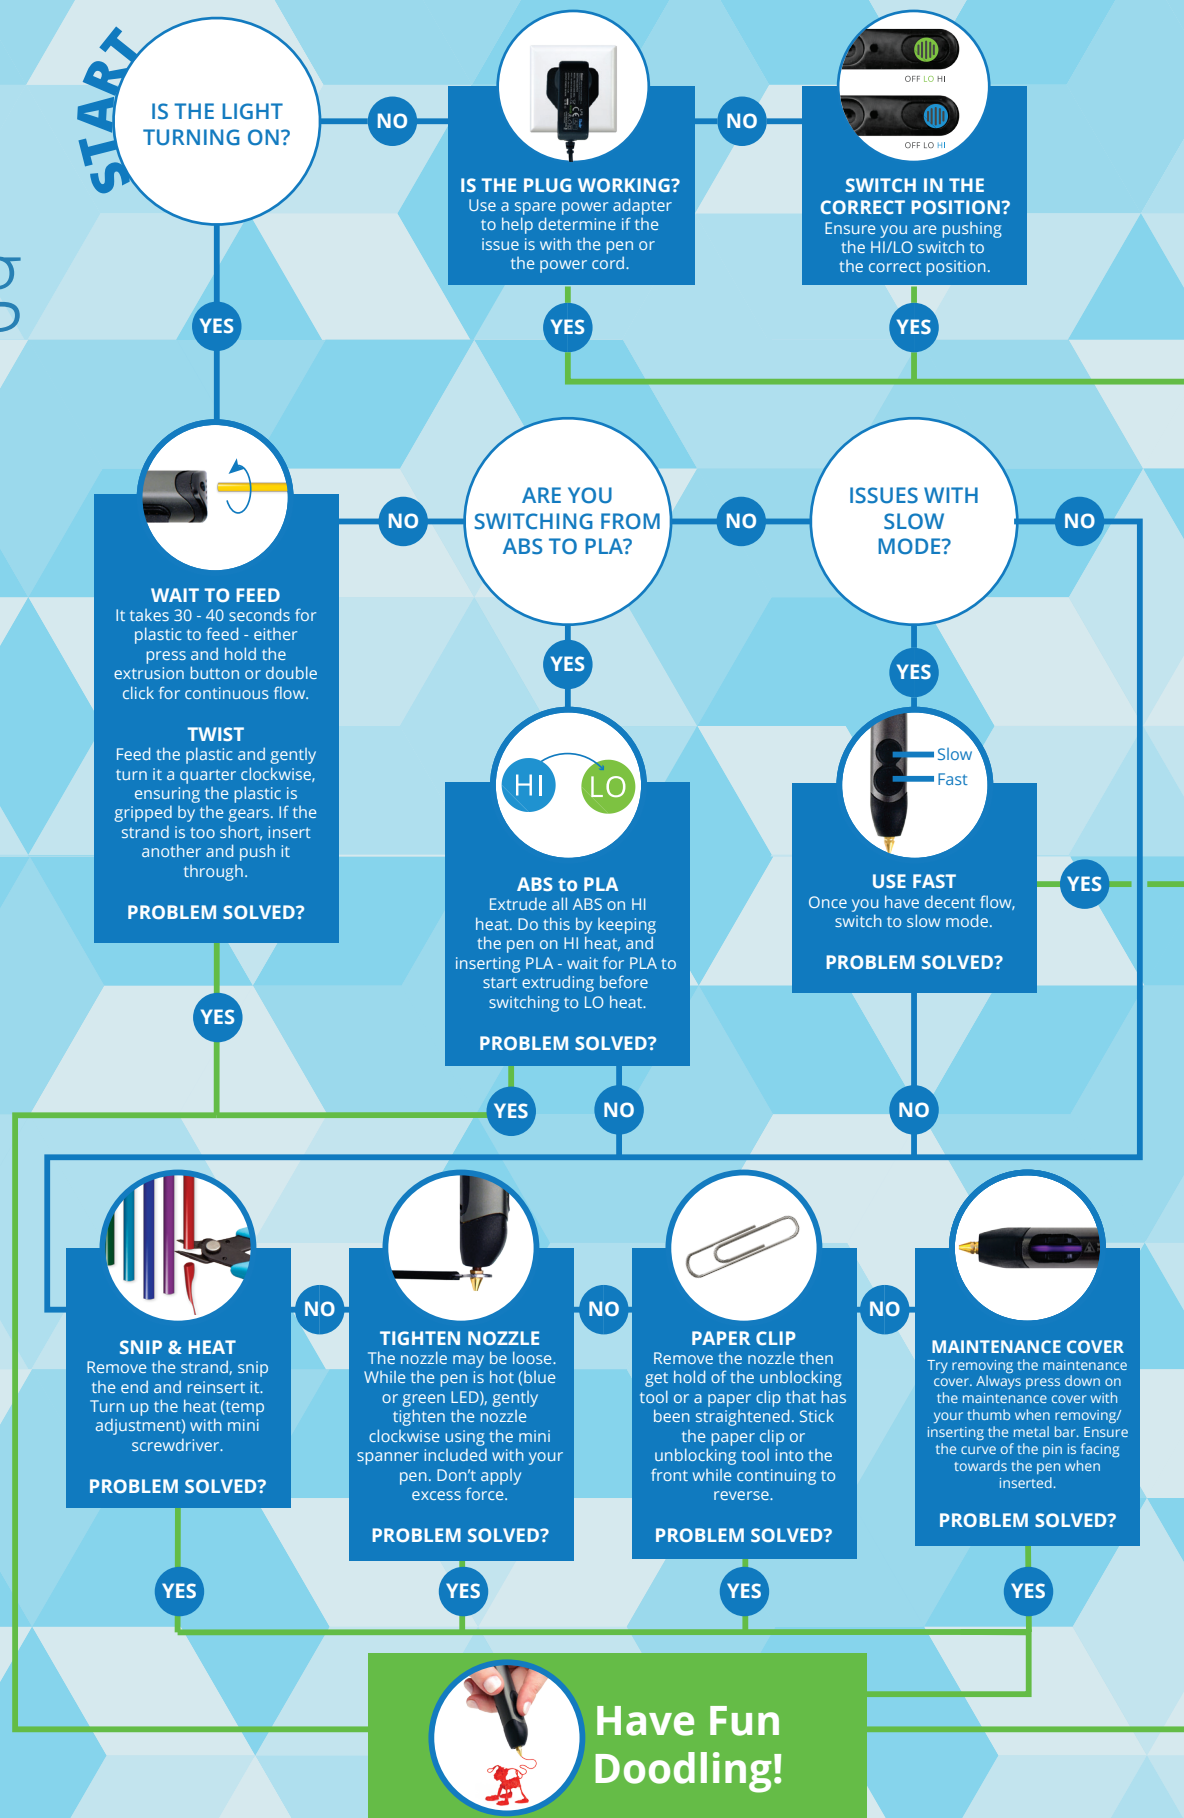 START
IS THE LIGHT
TURNING ON?
NO
IS THE PLUG WORKING?
Use a spare power adapter
to help determine if the
issue is with the pen or
the power cord.
NO
OFF LO HI
OFF LO HI
SWITCH IN THE
CORRECT POSITION?
Ensure you are pushing
the HI/LO switch to
the correct position.
YES
YES
YES
WAIT TO FEED
It takes 30 - 40 seconds for
plastic to feed - either
press and hold the
extrusion button or double
click for continuous flow.
TWIST
Feed the plastic and gently
turn it a quarter clockwise,
ensuring the plastic is
gripped by the gears. If the
strand is too short, insert
another and push it
through.
PROBLEM SOLVED?
YES
NO
ARE YOU
SWITCHING FROM
ABS TO PLA?
YES
HI
LO
ABS to PLA
Extrude all ABS on HI
heat. Do this by keeping
the pen on HI heat, and
inserting PLA - wait for PLA to
start extruding before
switching to LO heat.
PROBLEM SOLVED?
YES
NO
NO
ISSUES WITH
SLOW
MODE?
NO
YES
Slow
Fast
USE FAST
Once you have decent flow,
switch to slow mode.
PROBLEM SOLVED?
YES
NO
SNIP & HEAT
Remove the strand, snip
the end and reinsert it.
Turn up the heat (temp
adjustment) with mini
screwdriver.
PROBLEM SOLVED?
YES
NO
TIGHTEN NOZZLE
The nozzle may be loose.
While the pen is hot (blue
or green LED), gently
tighten the nozzle
clockwise using the mini
spanner included with your
pen. Don't apply
excess force.
PROBLEM SOLVED?
YES
NO
PAPER CLIP
Remove the nozzle then
get hold of the unblocking
tool or a paper clip that has
been straightened. Stick
the paper clip or
unblocking tool into the
front while continuing to
reverse.
PROBLEM SOLVED?
YES
NO
MAINTENANCE COVER
Try removing the maintenance
cover. Always press down on
the maintenance cover with
your thumb when removing/
inserting the metal bar. Ensure
the curve of the pin is facing
towards the pen when
inserted.
PROBLEM SOLVED?
YES
Have Fun
Doodling!